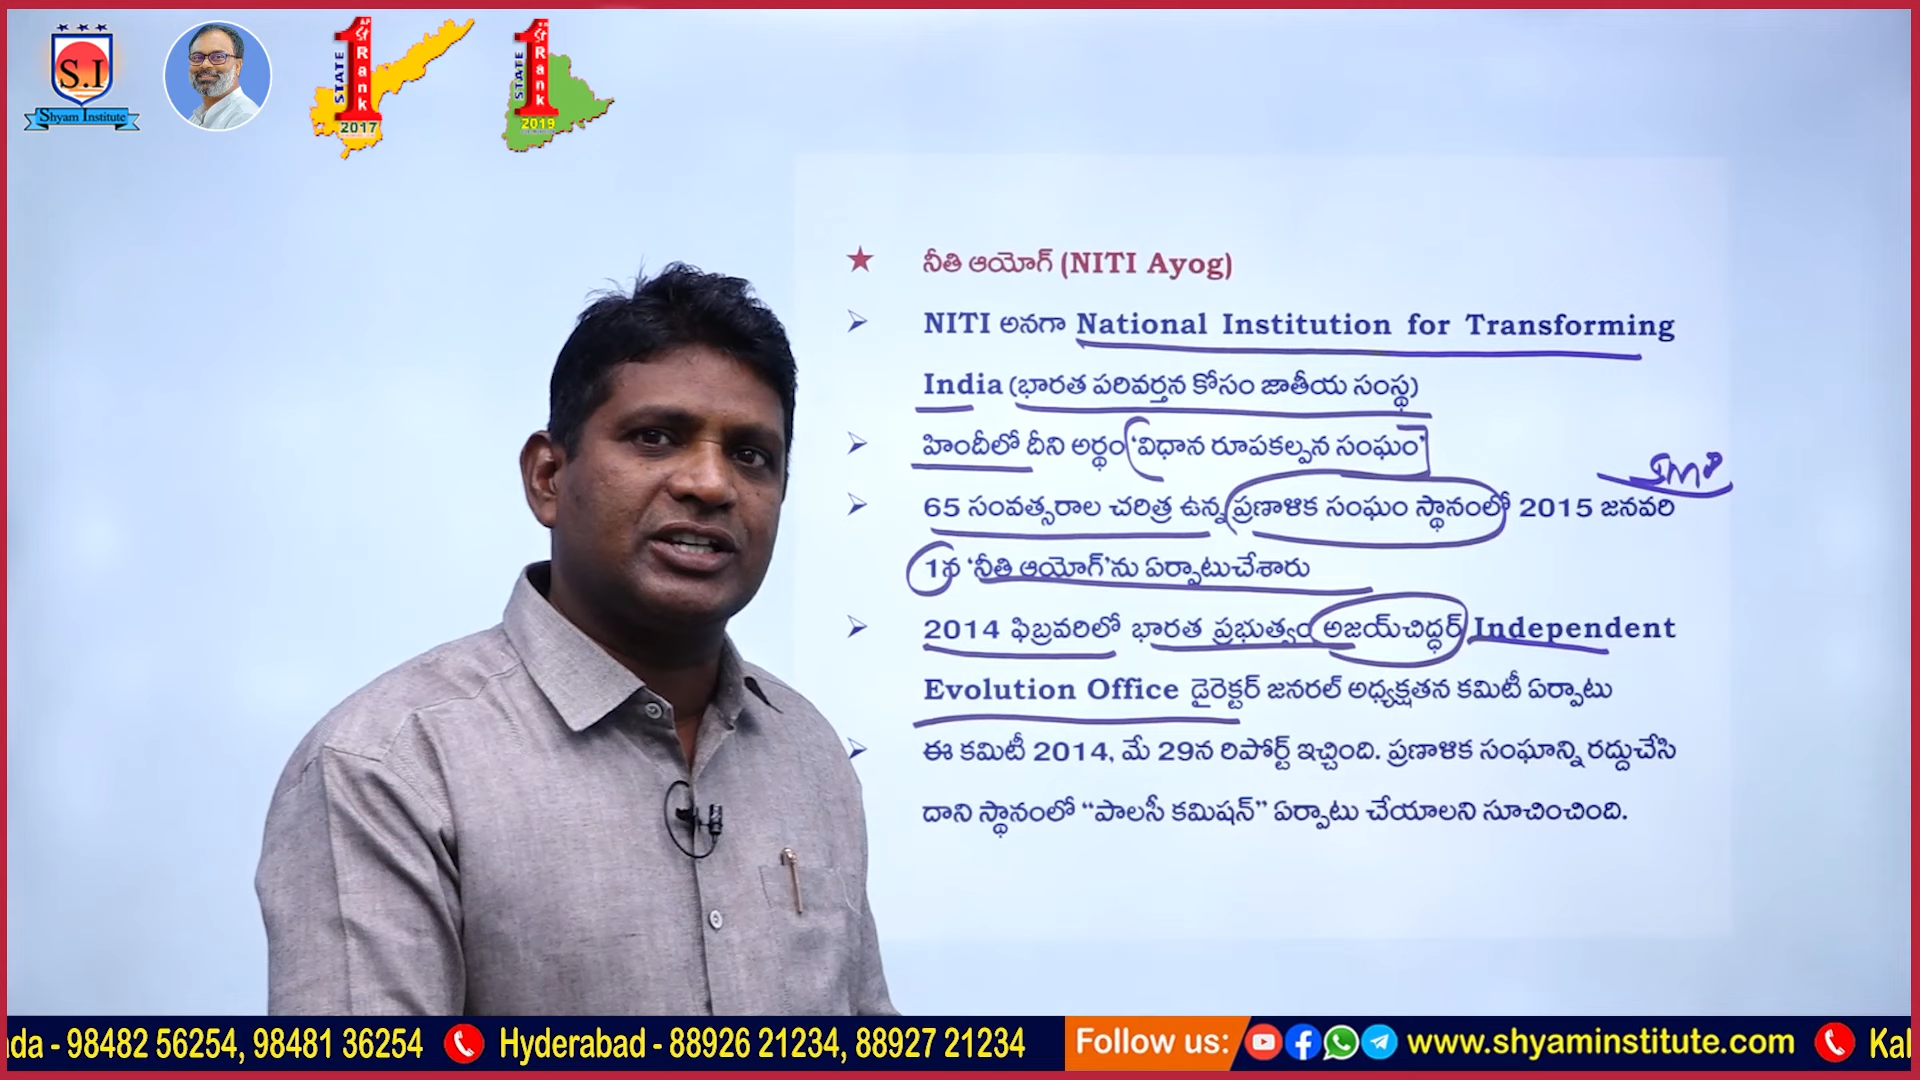 S.I
Shyam Institute
STATE 1st Rank 2017
STATE 1st Rank 2019
★ నీతి ఆయోగ్ (NITI Ayog)
➢ NITI అనగా National Institution for Transforming
India (భారత పరివర్తన కోసం జాతీయ సంస్థ)
➢ హిందీలో దీని అర్థం 'విధాన రూపకల్పన సంఘం'
➢ 65 సంవత్సరాల చరిత్ర ఉన్న ప్రణాళిక సంఘం స్థానంలో 2015 జనవరి
1న 'నీతి ఆయోగ్'ను ఏర్పాటుచేశారు
➢ 2014 ఫిబ్రవరిలో భారత ప్రభుత్వం అజయ్‌చిద్ధర్ Independent
Evolution Office డైరెక్టర్ జనరల్ అధ్యక్షతన కమిటీ ఏర్పాటు
➢ ఈ కమిటీ 2014, మే 29న రిపోర్ట్ ఇచ్చింది. ప్రణాళిక సంఘాన్ని రద్దుచేసి
దాని స్థానంలో "పాలసీ కమిషన్" ఏర్పాటు చేయాలని సూచించింది.
da - 98482 56254, 98481 36254 Hyderabad - 88926 21234, 88927 21234 Follow us: www.shyaminstitute.com Kal